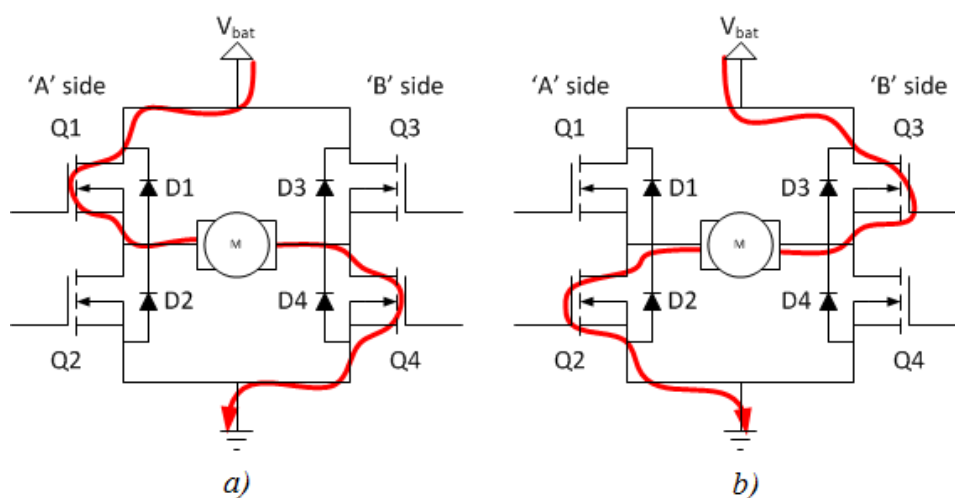 V_bat
'A' side
'B' side
Q1
Q3
D1
D3
M
D2
D4
Q2
Q4
a)
V_bat
'A' side
'B' side
Q1
Q3
D1
D3
M
D2
D4
Q2
Q4
b)